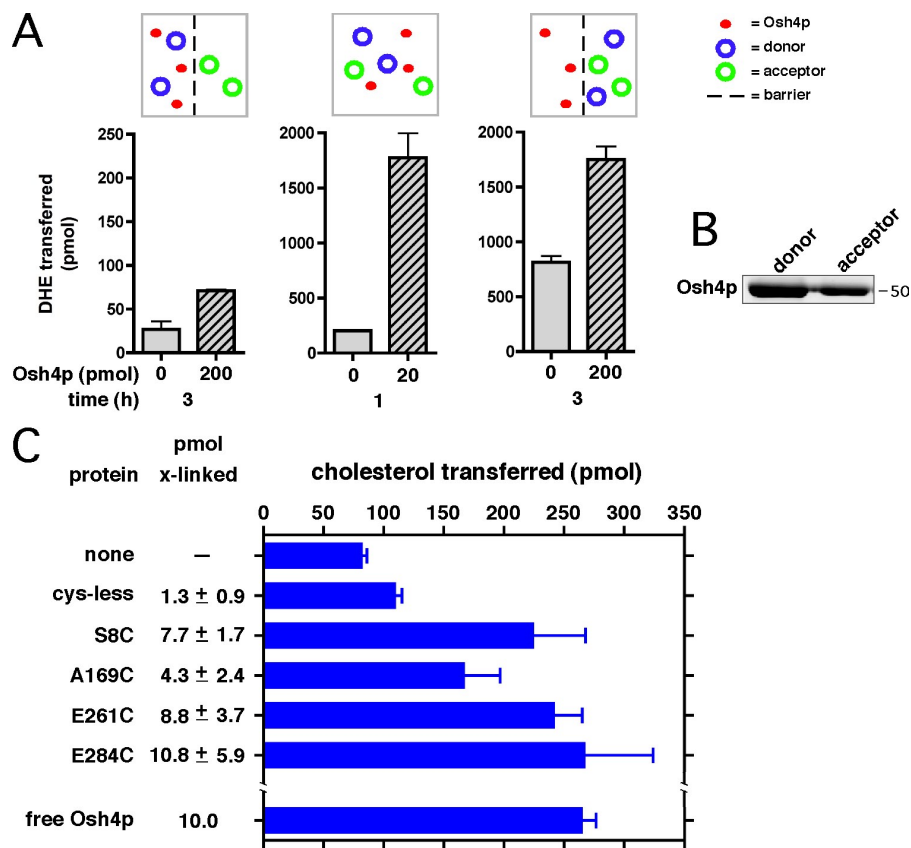 A
= Osh4p
= donor
= acceptor
= barrier
DHE transferred
(pmol)
250
200
150
100
50
0
2000
1500
1000
500
0
2000
1500
1000
500
0
Osh4p (pmol) 0 200 0 20 0 200
time (h) 3 1 3
B
donor acceptor
Osh4p -50
C
protein
pmol
x-linked
cholesterol transferred (pmol)
0 50 100 150 200 250 300 350
none –
cys-less 1.3 ± 0.9
S8C 7.7 ± 1.7
A169C 4.3 ± 2.4
E261C 8.8 ± 3.7
E284C 10.8 ± 5.9
free Osh4p 10.0